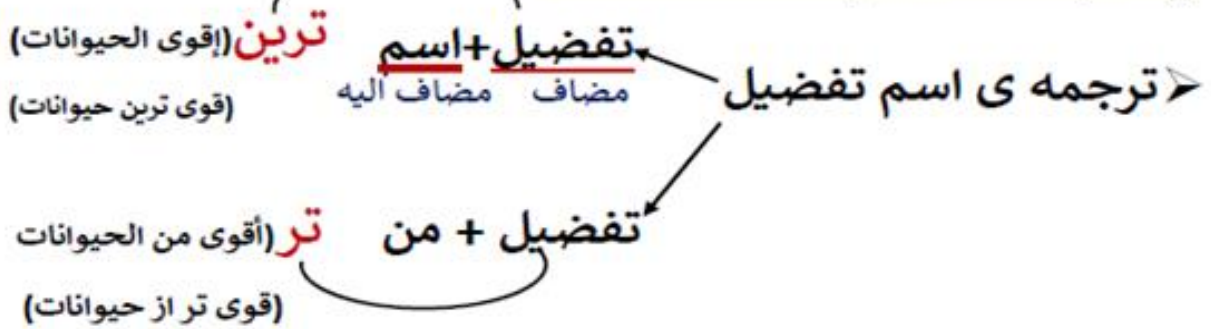 ترجمه ی اسم تفضیل
تفضیل+اسم ترین (إقوی الحیوانات)
مضاف مضاف الیه
(قوی ترین حیوانات)
تفضیل + من تر (أقوی من الحیوانات
(قوی تر از حیوانات)